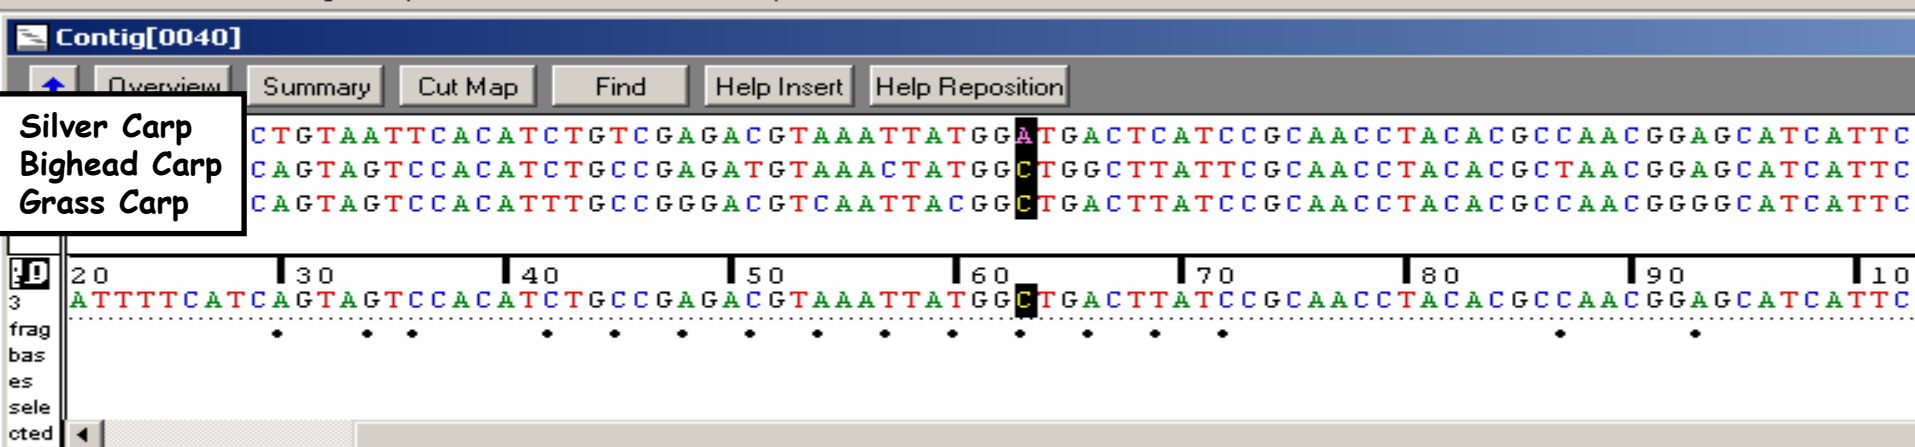 Contig[0040]
Overview Summary Cut Map Find Help Insert Help Reposition
Silver Carp CTGTAATTCACATCTGTCGAGACGTAAATTATGGATGACTCATCCGCAACCTACACGCCAACGGAGCATCATTC
Bighead Carp CAGTAGTCCACATCTGCCGAGATGTAAACTATGGCTGGCTTATTCGCAACCTACACGCTAACGGAGCATCATTC
Grass Carp CAGTAGTCCACATTTGCCGGGACGTCAATTACGGCTGACTTATCCGCAACCTACACGCCAACGGGGCATCATTC
20 30 40 50 60 70 80 90 10
ATTTTCATCAGTAGTCCACATCTGCCGAGACGTAAATTATGGCTGACTTATCCGCAACCTACACGCCAACGGAGCATCATTC
3
frag
bas
es
sele
cted